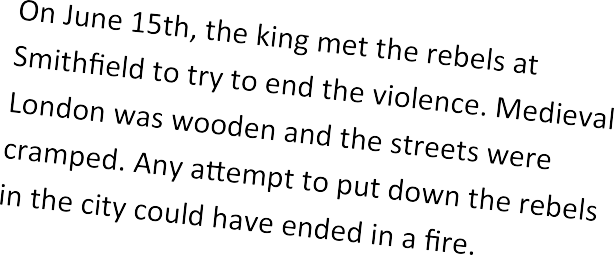 On June 15th, the king met the rebels at
Smithfield to try to end the violence. Medieval
London was wooden and the streets were
cramped. Any attempt to put down the rebels
in the city could have ended in a fire.